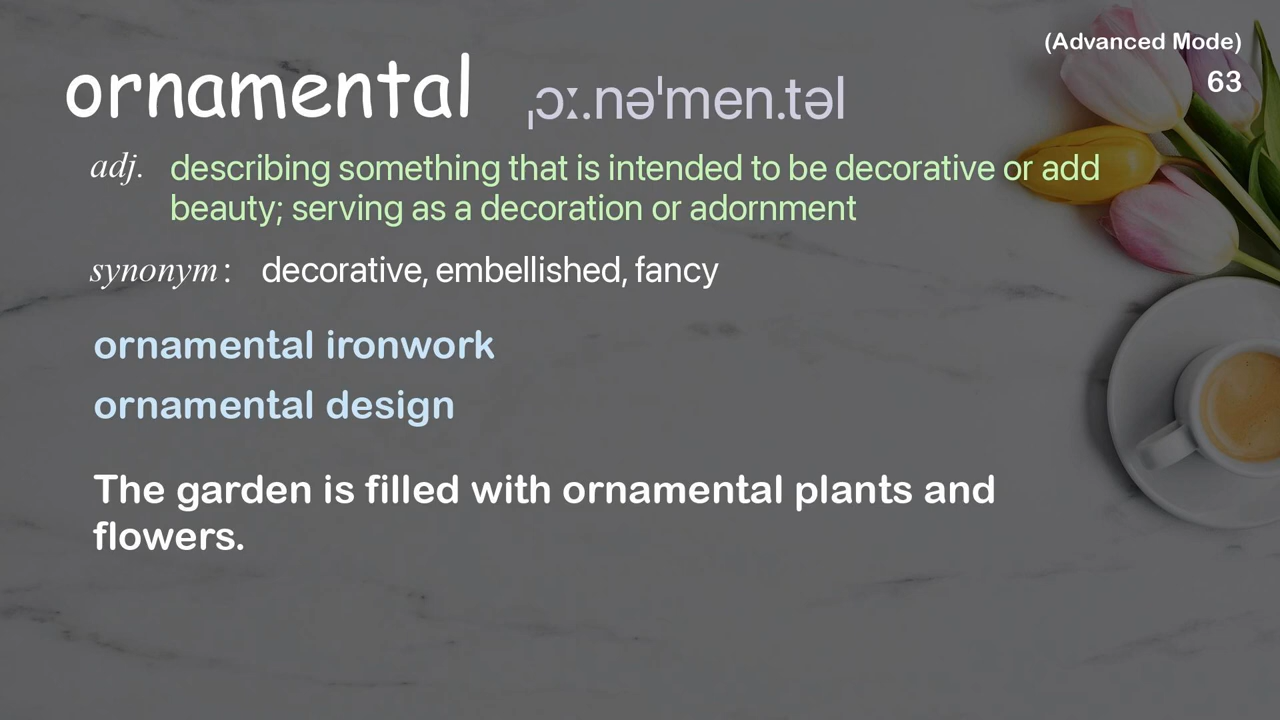 (Advanced Mode)
63
ornamental ˌɔː.nəˈmen.təl
adj. describing something that is intended to be decorative or add
beauty; serving as a decoration or adornment
synonym: decorative, embellished, fancy
ornamental ironwork
ornamental design
The garden is filled with ornamental plants and
flowers.